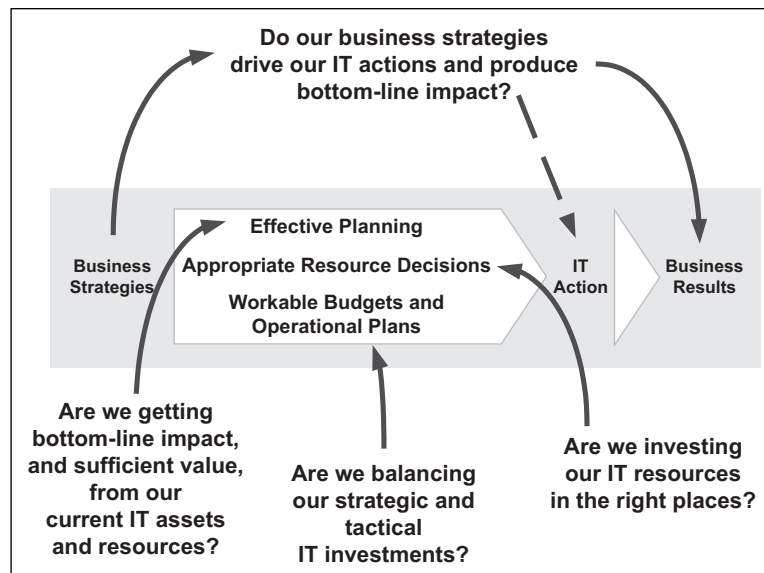 Do our business strategies
drive our IT actions and produce
bottom-line impact?
Effective Planning
Business
Strategies
Appropriate Resource Decisions
IT
Action
Business
Results
Workable Budgets and
Operational Plans
Are we getting
bottom-line impact,
and sufficient value,
from our
current IT assets
and resources?
Are we balancing
our strategic and
tactical
IT investments?
Are we investing
our IT resources
in the right places?